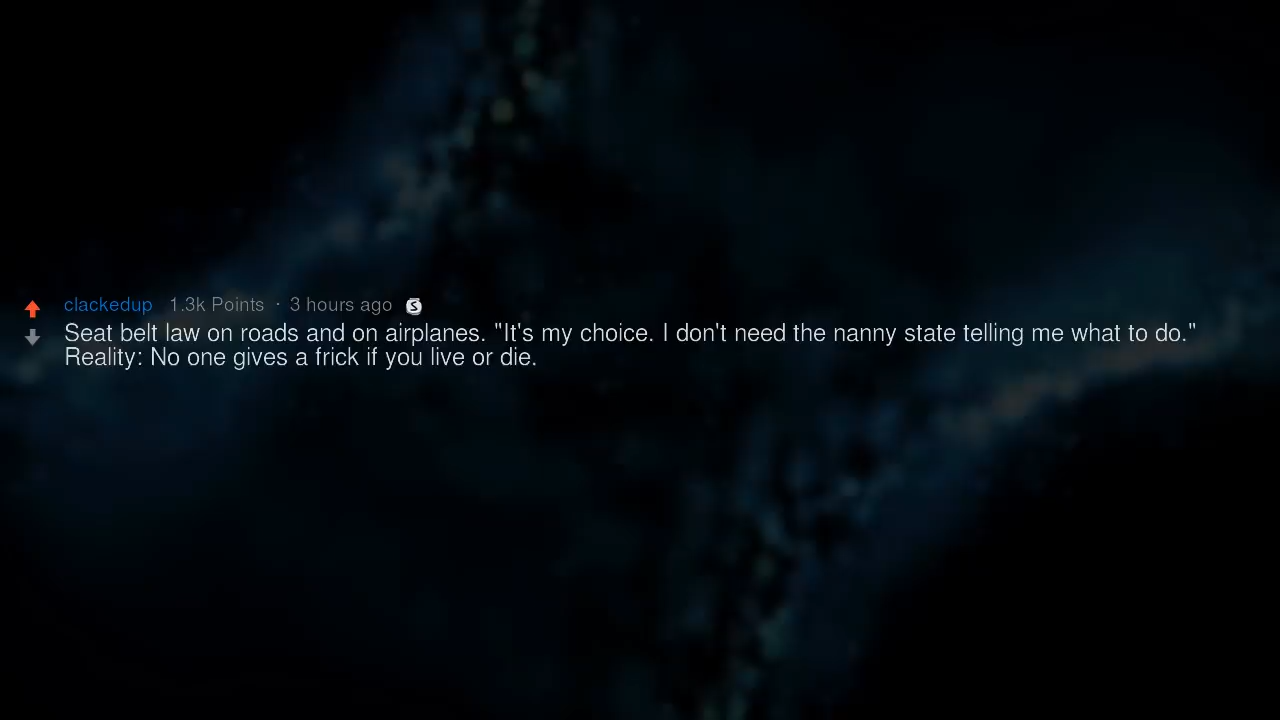 clackedup 1.3k Points · 3 hours ago S
Seat belt law on roads and on airplanes. "It's my choice. I don't need the nanny state telling me what to do."
Reality: No one gives a frick if you live or die.